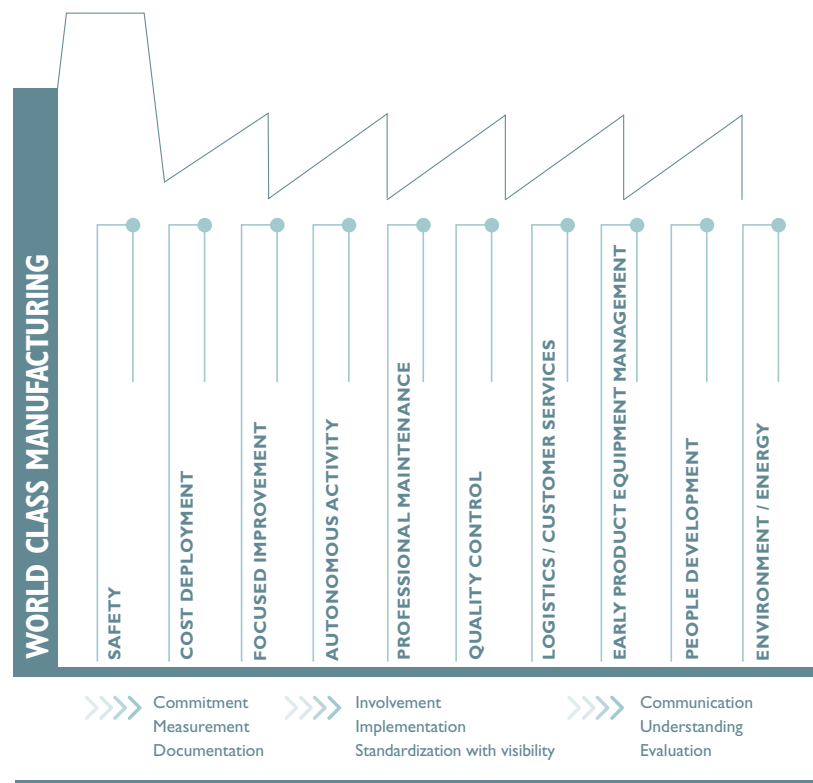 WORLD CLASS MANUFACTURING
SAFETY
COST DEPLOYMENT
FOCUSED IMPROVEMENT
AUTONOMOUS ACTIVITY
PROFESSIONAL MAINTENANCE
QUALITY CONTROL
LOGISTICS / CUSTOMER SERVICES
EARLY PRODUCT EQUIPMENT MANAGEMENT
PEOPLE DEVELOPMENT
ENVIRONMENT / ENERGY
Commitment
Measurement
Documentation
Involvement
Implementation
Standardization with visibility
Communication
Understanding
Evaluation